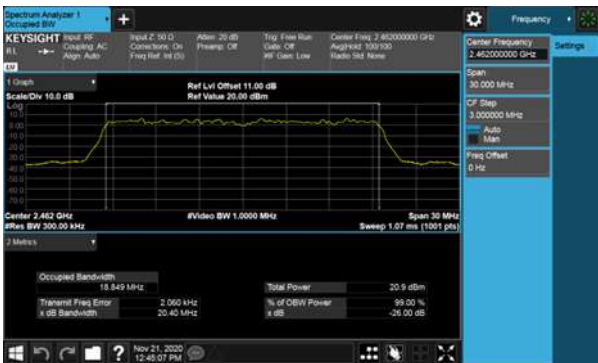 Spectrum Analyzer 1
Occupied BW
+
Frequency
KEYSIGHT Input: RF
Coupling: AC
Align: Auto
Input Z: 50 Ω
Corrections: On
Freq Ref: Int (S)
Atten: 20 dB
Preamp: Off
Trig: Free Run
Gate: Off
#IF Gain: Low
Center Freq: 2.462000000 GHz
Avg|Hold: 100/100
Radio Std: None
RL
LV
Center Frequency
2.462000000 GHz
Settings
Span
30.000 MHz
CF Step
3.000000 MHz
Auto
Man
Freq Offset
0 Hz
1 Graph
Scale/Div 10.0 dB
Ref Lvl Offset 11.00 dB
Ref Value 20.00 dBm
Log
Center 2.462 GHz
#Res BW 300.00 kHz
#Video BW 1.0000 MHz
Span 30 MHz
Sweep 1.07 ms (1001 pts)
2 Metrics
Occupied Bandwidth
18.849 MHz
Total Power 20.9 dBm
Transmit Freq Error 2.060 kHz
% of OBW Power 99.00 %
x dB Bandwidth 20.40 MHz
x dB -26.00 dB
?
Nov 21, 2020
12:45:07 PM